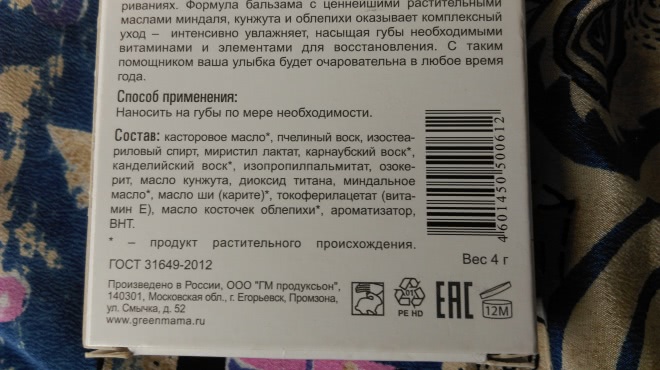 риваниях. Формула бальзама с ценнейшими растительными
маслами миндаля, кунжута и облепихи оказывает комплексный
уход – интенсивно увлажняет, насыщая губы необходимыми
витаминами и элементами для восстановления. С таким
помощником ваша улыбка будет очаровательна в любое время
года.
Способ применения:
Наносить на губы по мере необходимости.
Состав: касторовое масло*, пчелиный воск, изостеа-
риловый спирт, миристил лактат, карнаубский воск*,
канделийский воск*, изопропилпальмитат, озоке-
рит, масло кунжута, диоксид титана, миндальное
масло*, масло ши (карите)*, токоферилацетат (вита-
мин Е), масло косточек облепихи*, ароматизатор,
ВНТ.
* – продукт растительного происхождения.
4 601450 500612
ГОСТ 31649-2012
Вес 4 г
Произведено в России, ООО "ГМ продуксьон",
140301, Московская обл., г. Егорьевск, Промзона,
ул. Смычка, д. 52
www.greenmama.ru
01
PE HD
EAC
12M